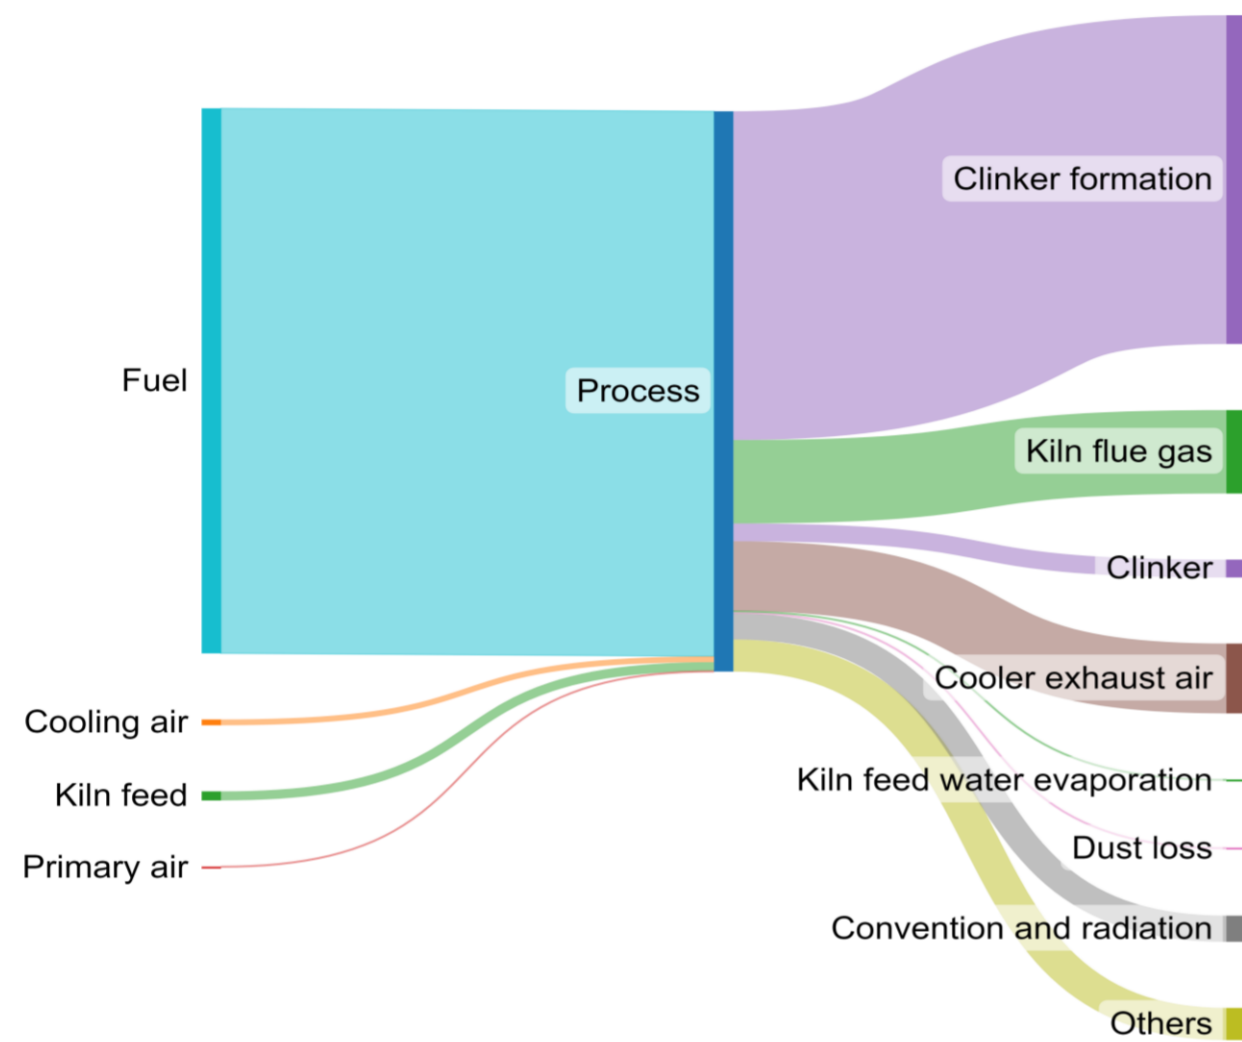 Clinker formation
Fuel
Process
Kiln flue gas
Clinker
Cooler exhaust air
Cooling air
Kiln feed water evaporation
Kiln feed
Dust loss
Primary air
Convention and radiation
Others